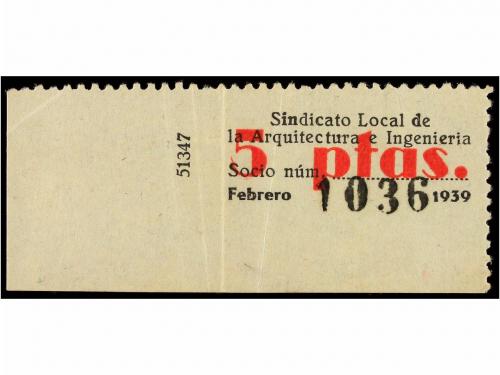 Sindicato Local de
la Arquitectura e Ingenieria
5 ptas.
Socio núm.
1036
Febrero 1939
51347